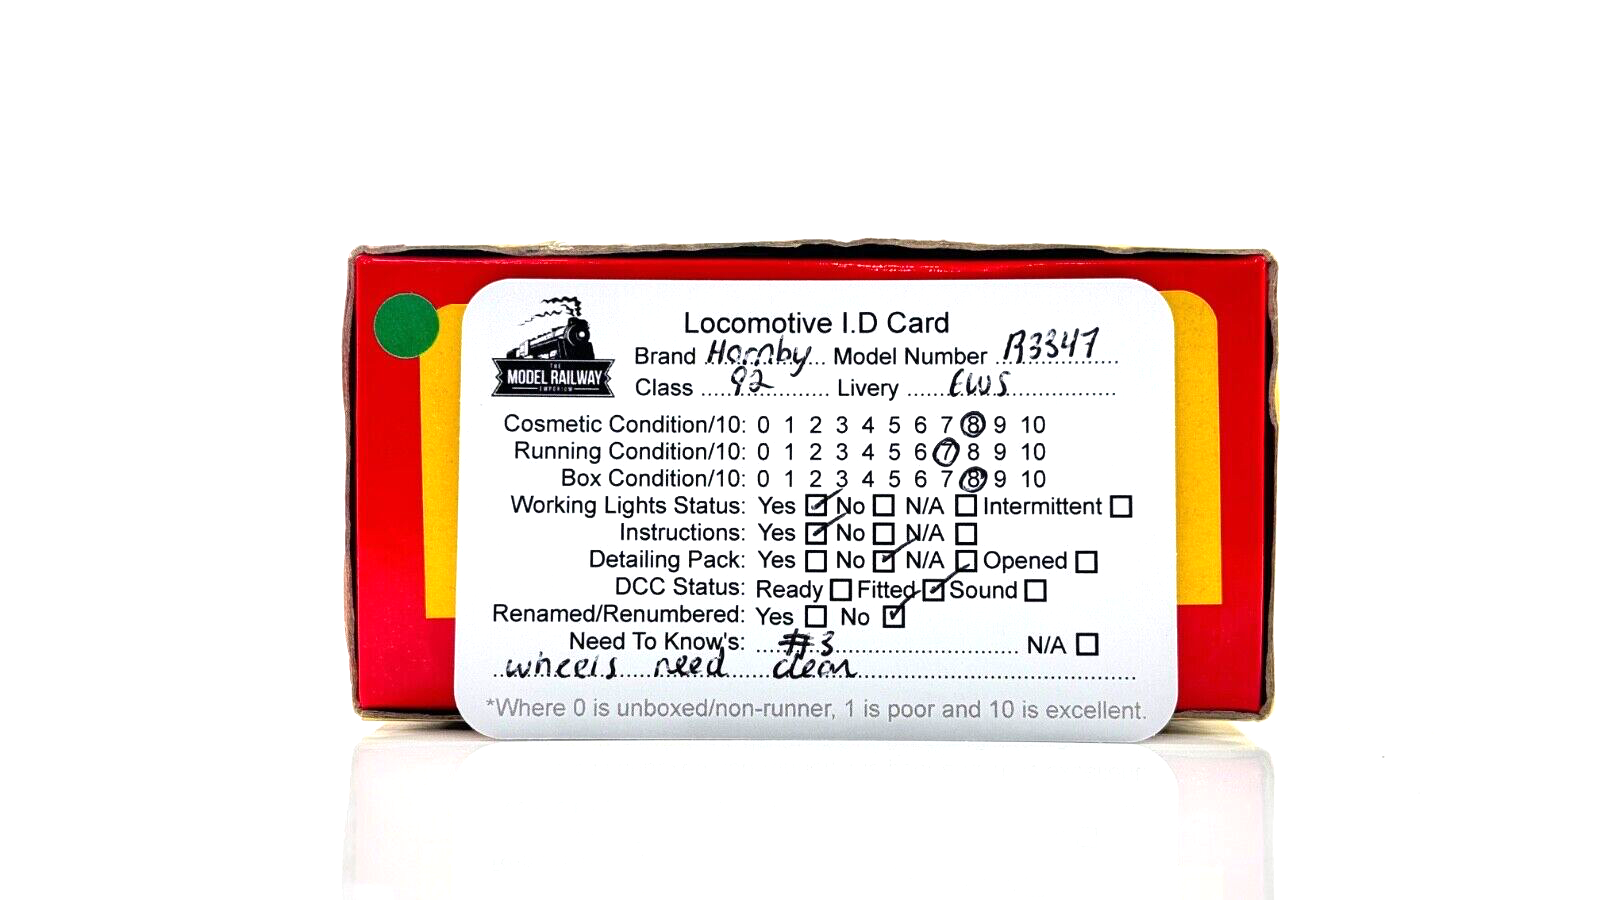 THE
MODEL RAILWAY
EMPORIUM
Locomotive I.D Card
Brand Hornby Model Number R3347
Class 92 Livery EWS
Cosmetic Condition/10: 0 1 2 3 4 5 6 7 8 9 10
Running Condition/10: 0 1 2 3 4 5 6 7 8 9 10
Box Condition/10: 0 1 2 3 4 5 6 7 8 9 10
Working Lights Status: Yes ☑ No ☐ N/A ☐ Intermittent ☐
Instructions: Yes ☑ No ☐ N/A ☐
Detailing Pack: Yes ☐ No ☑ N/A ☐ Opened ☐
DCC Status: Ready ☐ Fitted ☑ Sound ☐
Renamed/Renumbered: Yes ☐ No ☑
Need To Know's: #3 N/A ☐
wheels need clean
*Where 0 is unboxed/non-runner, 1 is poor and 10 is excellent.